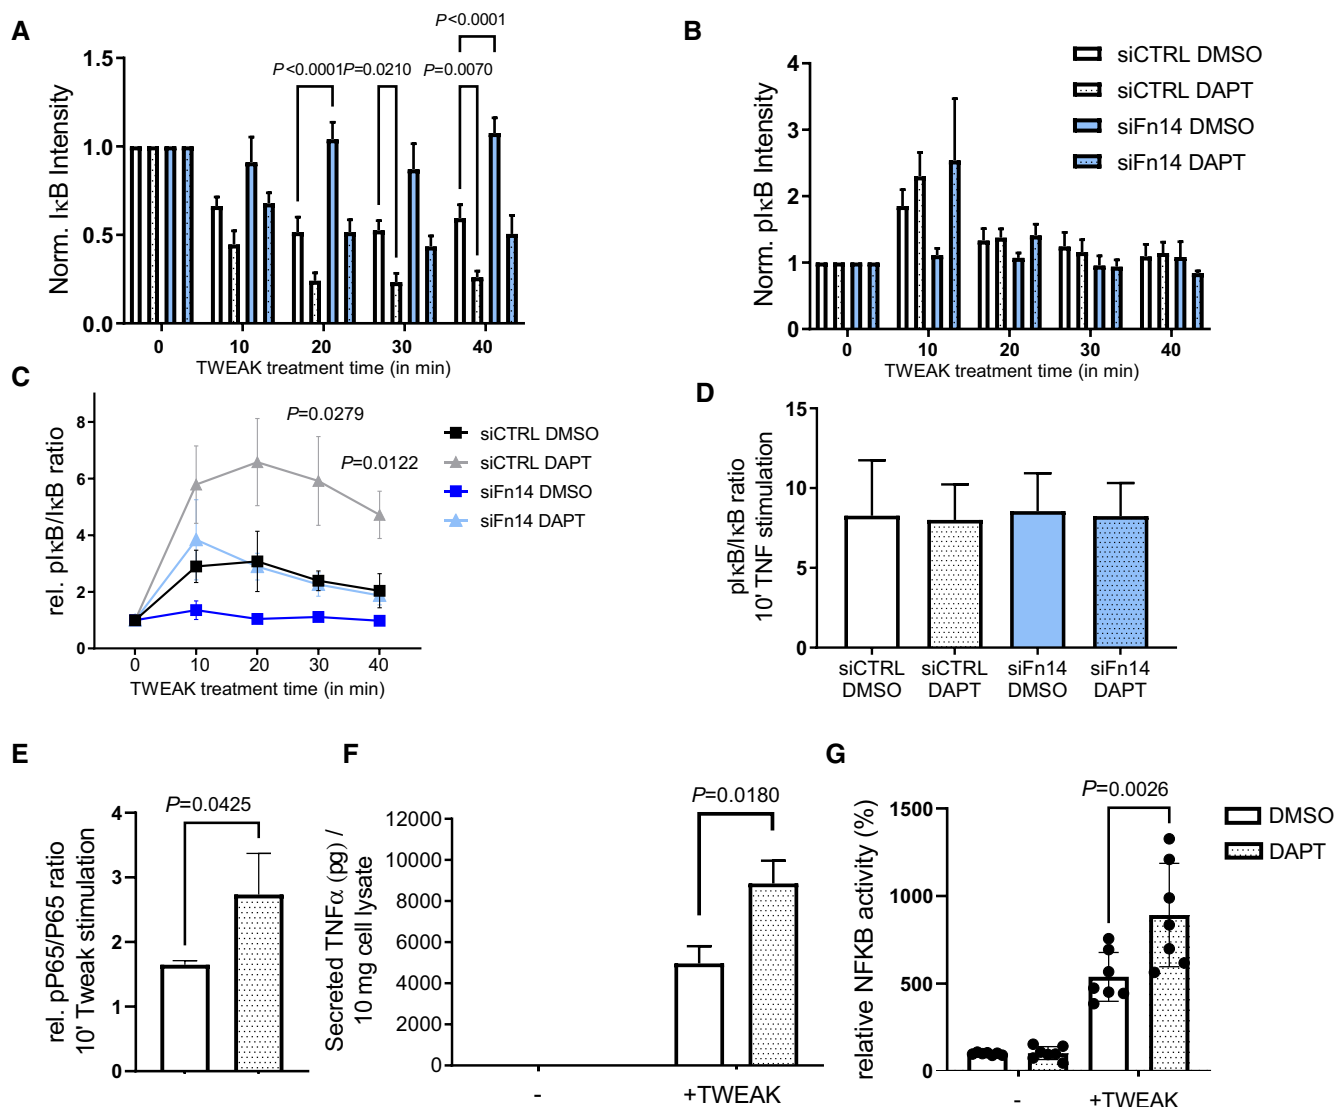 A
P<0.0001
P<0.0001P=0.0210 P=0.0070
Norm. IκB Intensity
1.5
1.0
0.5
0.0
0 10 20 30 40
TWEAK treatment time (in min)
B
Norm. pIκB Intensity
4
3
2
1
0
0 10 20 30 40
TWEAK treatment time (in min)
siCTRL DMSO
siCTRL DAPT
siFn14 DMSO
siFn14 DAPT
C
rel. pIκB/IκB ratio
8
6
4
2
0
P=0.0279
P=0.0122
0 10 20 30 40
TWEAK treatment time (in min)
siCTRL DMSO
siCTRL DAPT
siFn14 DMSO
siFn14 DAPT
D
pIκB/IκB ratio
10' TNF stimulation
15
10
5
0
siCTRL siCTRL siFn14 siFn14
DMSO DAPT DMSO DAPT
E
rel. pP65/P65 ratio
10' Tweak stimulation
P=0.0425
4
3
2
1
0
F
Secreted TNFα (pg) /
10 mg cell lysate
P=0.0180
12000
10000
8000
6000
4000
2000
0
- +TWEAK
G
relative NFKB activity (%)
P=0.0026
1500
1000
500
0
- +TWEAK
DMSO
DAPT